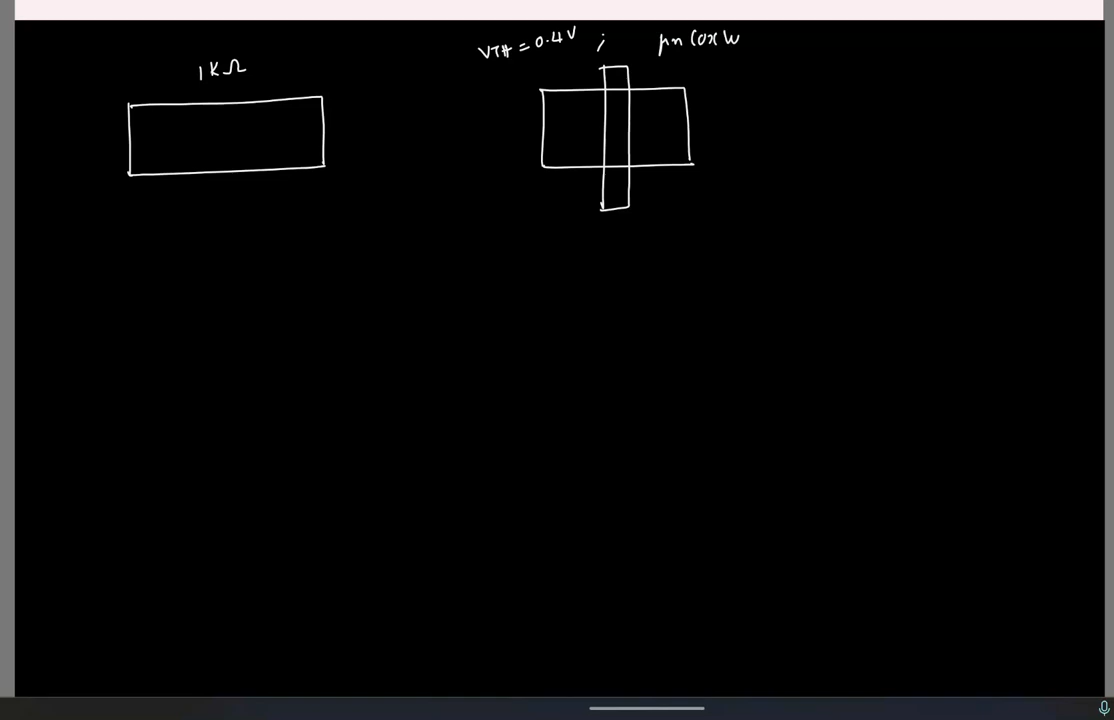 VTH = 0.4V ; μn Cox W
1KΩ